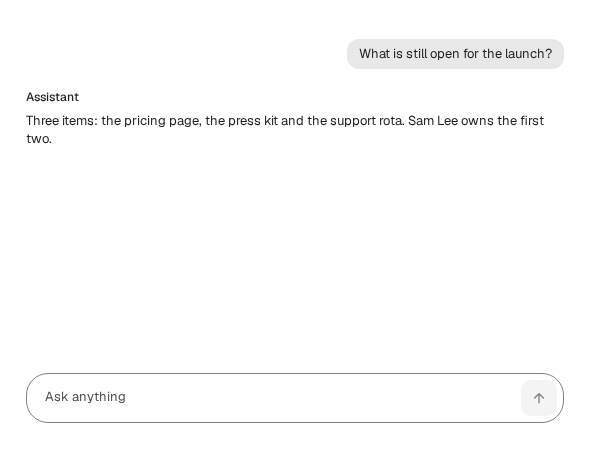 What is still open for the launch?
Assistant
Three items: the pricing page, the press kit and the support rota. Sam Lee owns the first
two.
Ask anything